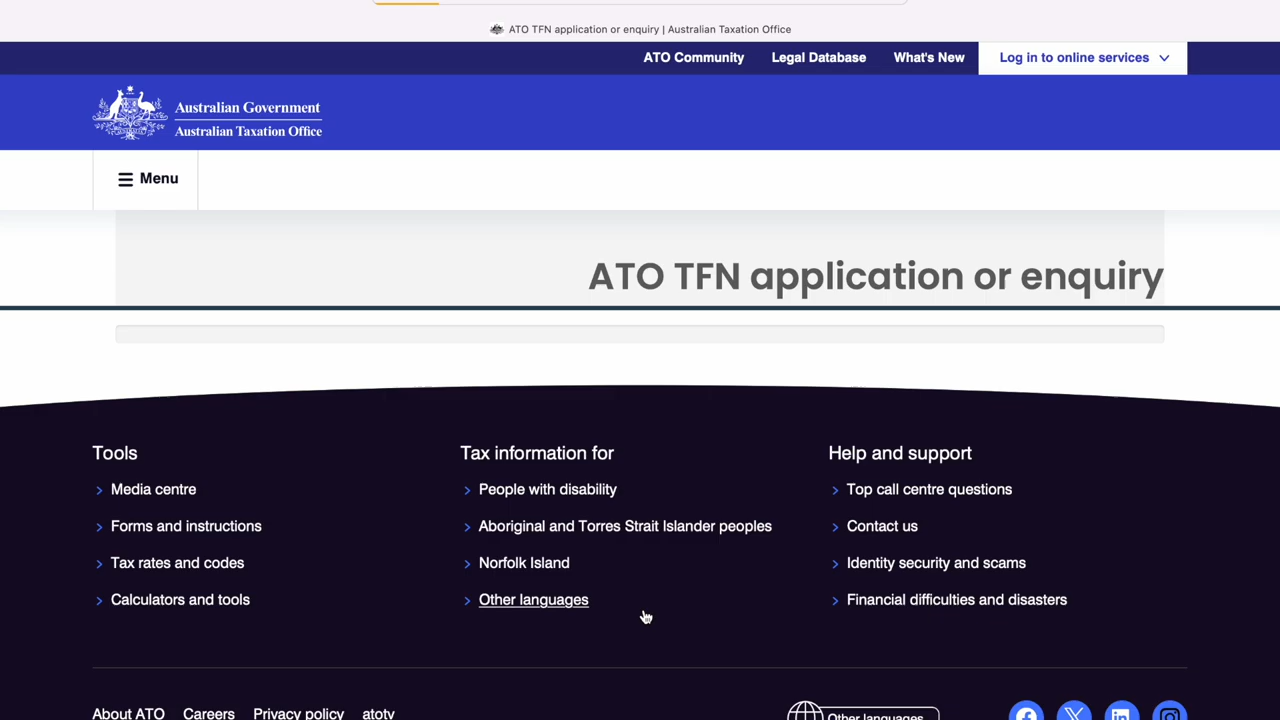 ATO TFN application or enquiry | Australian Taxation Office
ATO Community Legal Database What's New Log in to online services
Australian Government
Australian Taxation Office
Menu
ATO TFN application or enquiry
Tools
Media centre
Forms and instructions
Tax rates and codes
Calculators and tools
Tax information for
People with disability
Aboriginal and Torres Strait Islander peoples
Norfolk Island
Other languages
Help and support
Top call centre questions
Contact us
Identity security and scams
Financial difficulties and disasters
About ATO Careers Privacy policy atotv Other languages